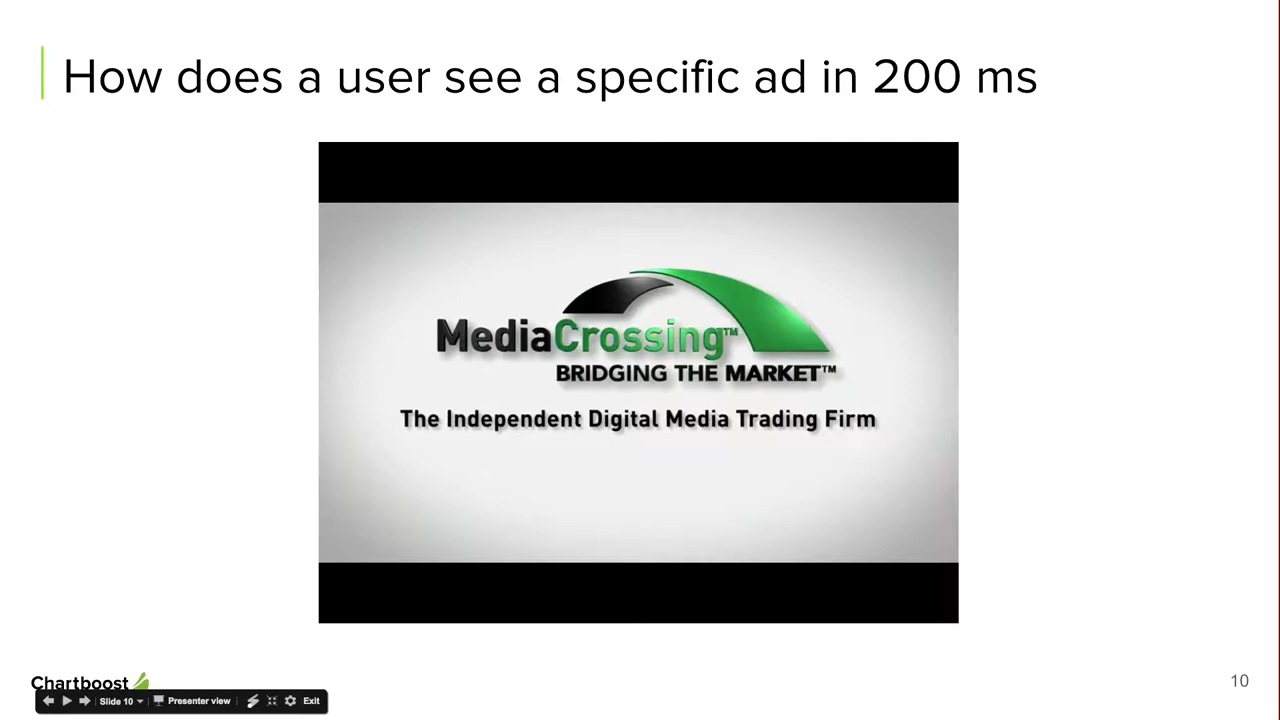 How does a user see a specific ad in 200 ms
MediaCrossing™
BRIDGING THE MARKET™
The Independent Digital Media Trading Firm
Chartboost
10
Slide 10
Presenter view
Exit